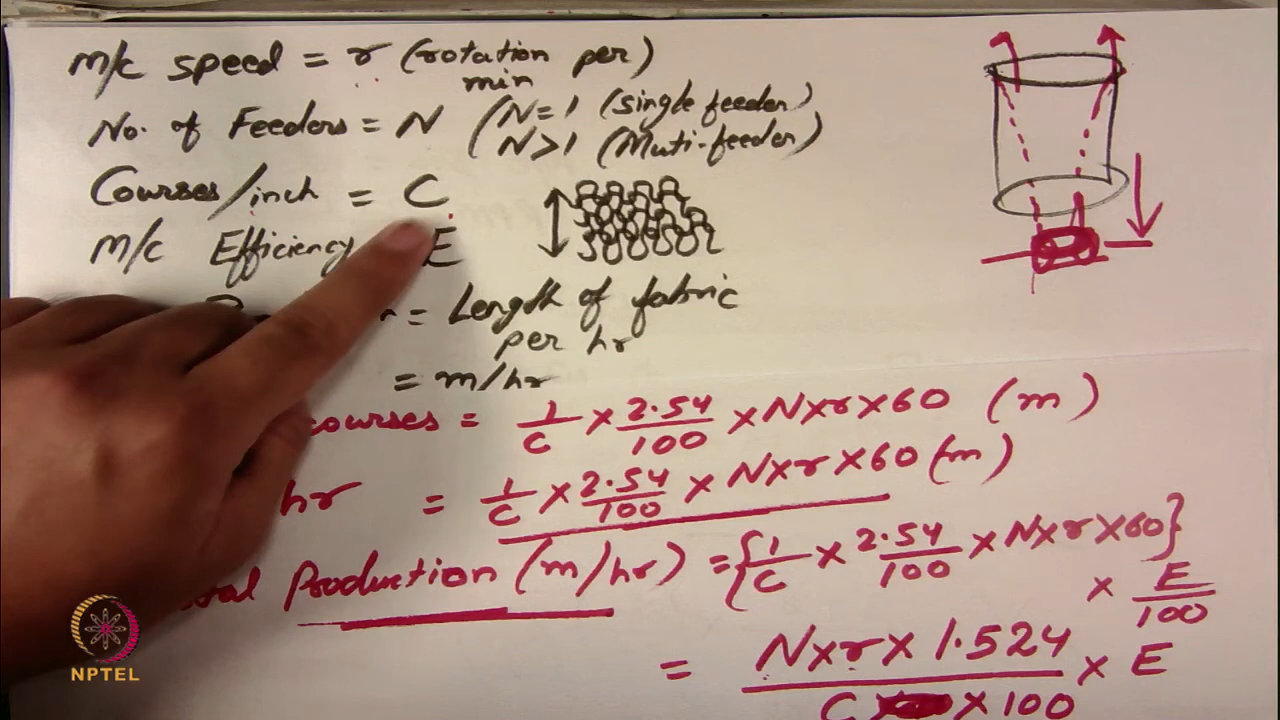 m/c speed = r (rotation per min)
No. of Feeders = N (N=1 (single feeder)
N>1 (Muti-feeder)
Courses/inch = C
m/c Efficiency E
= Length of fabric
per hr
= m/hr
courses = 1/C × 2.54/100 × N×r×60 (m)
hr = 1/C × 2.54/100 × N×r×60 (m)
Production (m/hr) = {1/C × 2.54/100 × N×r×60}
× E/100
= N×r×1.524/C × 100 × E
NPTEL